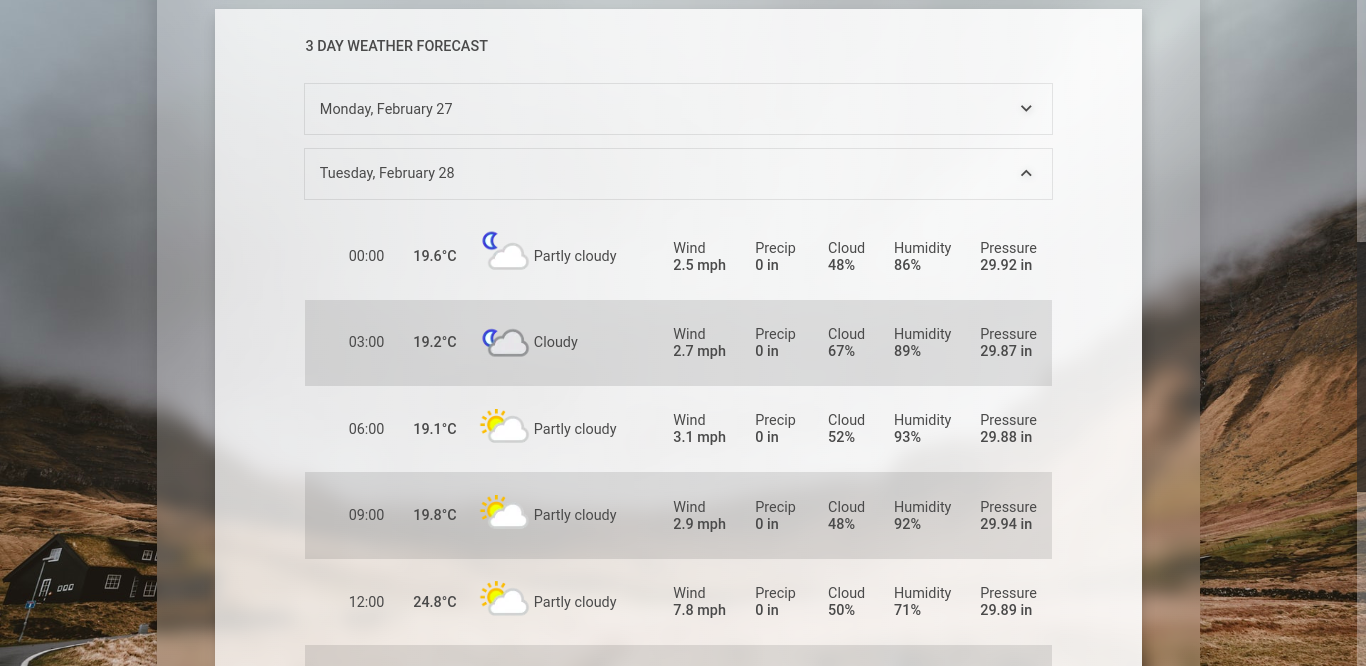 3 DAY WEATHER FORECAST
Monday, February 27
Tuesday, February 28
00:00 19.6°C Partly cloudy Wind 2.5 mph Precip 0 in Cloud 48% Humidity 86% Pressure 29.92 in
03:00 19.2°C Cloudy Wind 2.7 mph Precip 0 in Cloud 67% Humidity 89% Pressure 29.87 in
06:00 19.1°C Partly cloudy Wind 3.1 mph Precip 0 in Cloud 52% Humidity 93% Pressure 29.88 in
09:00 19.8°C Partly cloudy Wind 2.9 mph Precip 0 in Cloud 48% Humidity 92% Pressure 29.94 in
12:00 24.8°C Partly cloudy Wind 7.8 mph Precip 0 in Cloud 50% Humidity 71% Pressure 29.89 in